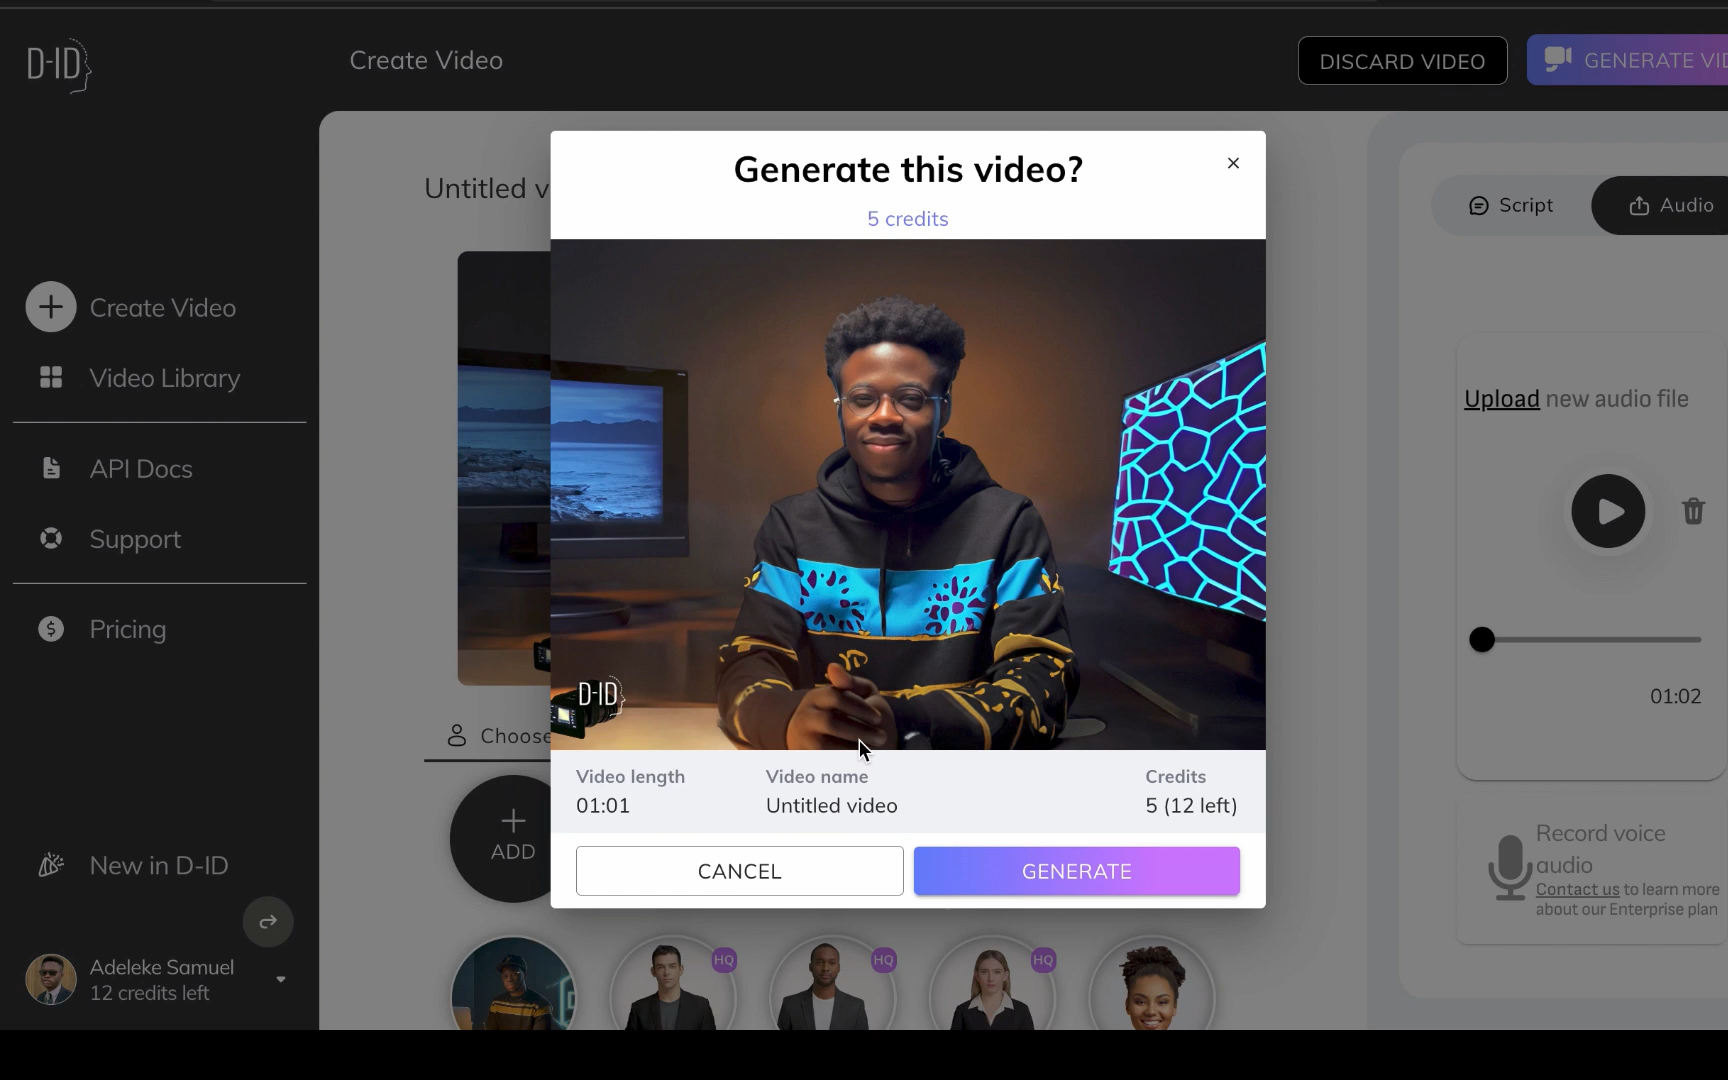 D-ID
Create Video
DISCARD VIDEO
GENERATE VID
Create Video
Video Library
API Docs
Support
Pricing
New in D-ID
Adeleke Samuel
12 credits left
Untitled v
Choose
ADD
Generate this video?
×
5 credits
D-ID
Video length
01:01
Video name
Untitled video
Credits
5 (12 left)
CANCEL
GENERATE
HQ
HQ
HQ
Script
Audio
Upload new audio file
01:02
Record voice
audio
Contact us to learn more
about our Enterprise plan